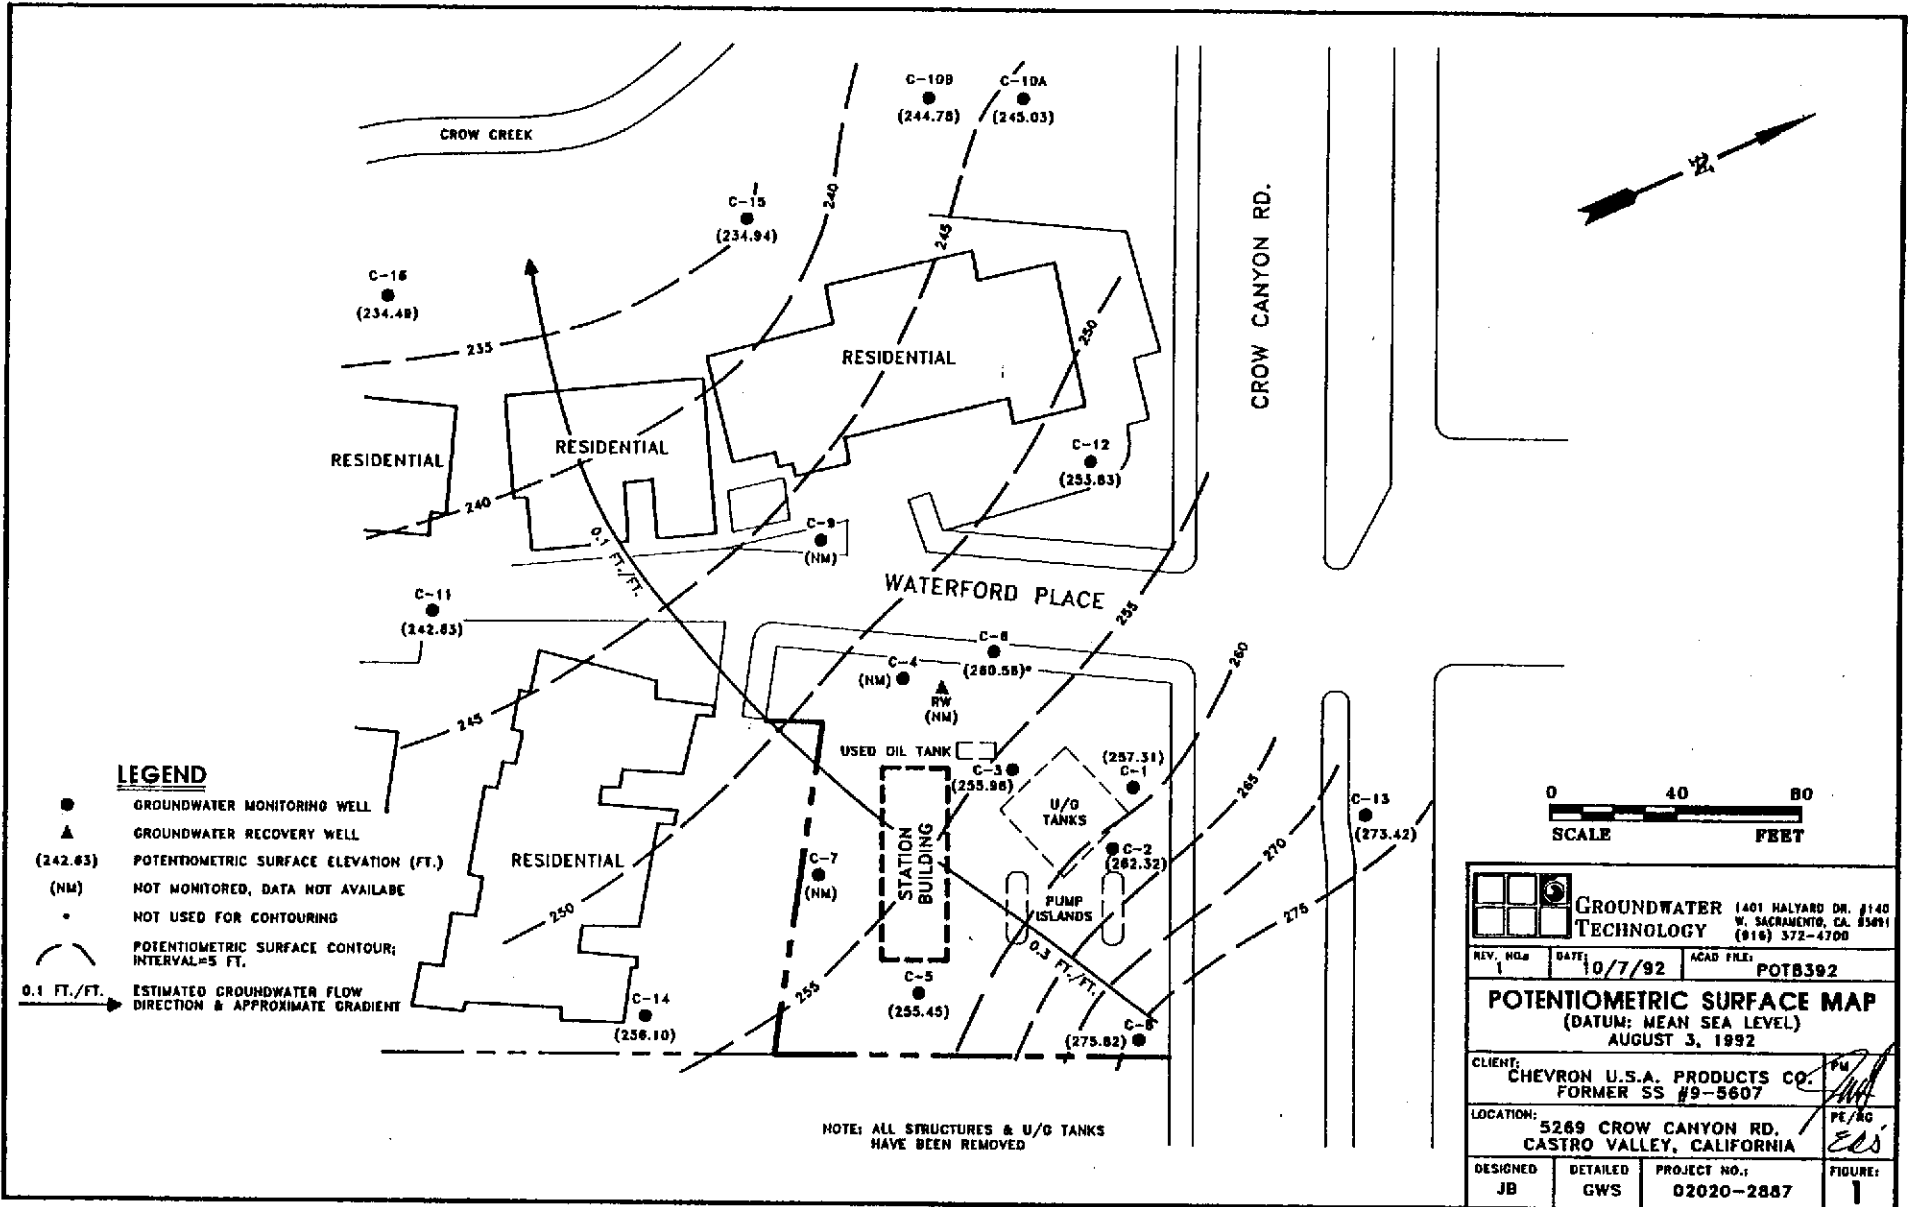 C-10B
(244.78)
C-10A
(245.03)
CROW CREEK
C-15
(234.94)
240
245
CROW CANYON RD.
N
C-16
(234.49)
235
RESIDENTIAL
250
RESIDENTIAL
RESIDENTIAL
C-12
(253.83)
240
C-9
(NM)
0.1 FT./FT.
WATERFORD PLACE
255
C-11
(242.63)
C-6
(260.56)*
C-4
(NM)
RW
(NM)
260
245
USED OIL TANK
C-3
(255.96)
(257.31)
C-1
265
U/G
TANKS
C-13
(273.42)
0 40 80
SCALE FEET
LEGEND
GROUNDWATER MONITORING WELL
GROUNDWATER RECOVERY WELL
(242.63) POTENTIOMETRIC SURFACE ELEVATION (FT.)
(NM) NOT MONITORED, DATA NOT AVAILABE
* NOT USED FOR CONTOURING
POTENTIOMETRIC SURFACE CONTOUR;
INTERVAL=5 FT.
0.1 FT./FT. ESTIMATED GROUNDWATER FLOW
DIRECTION & APPROXIMATE GRADIENT
RESIDENTIAL
C-7
(NM)
STATION
BUILDING
C-2
(262.32)
270
PUMP
ISLANDS
250
275
0.3 FT./FT.
255
C-5
(255.45)
C-14
(256.10)
C-8
(275.82)
NOTE: ALL STRUCTURES & U/G TANKS
HAVE BEEN REMOVED
GROUNDWATER
TECHNOLOGY
1401 HALYARD DR. #140
W. SACRAMENTO, CA. 95691
(916) 372-4700
REV. NO.: 1
DATE: 10/7/92
ACAD FILE: POT8392
POTENTIOMETRIC SURFACE MAP
(DATUM: MEAN SEA LEVEL)
AUGUST 3, 1992
CLIENT: CHEVRON U.S.A. PRODUCTS CO.
FORMER SS #9-5607
PM
LOCATION: 5269 CROW CANYON RD.
CASTRO VALLEY, CALIFORNIA
PE/RG
DESIGNED
JB
DETAILED
GWS
PROJECT NO.:
02020-2887
FIGURE:
1